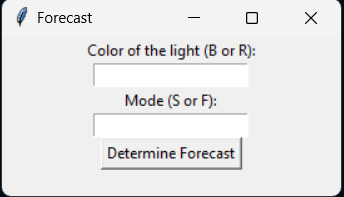 Forecast
Color of the light (B or R):
Mode (S or F):
Determine Forecast